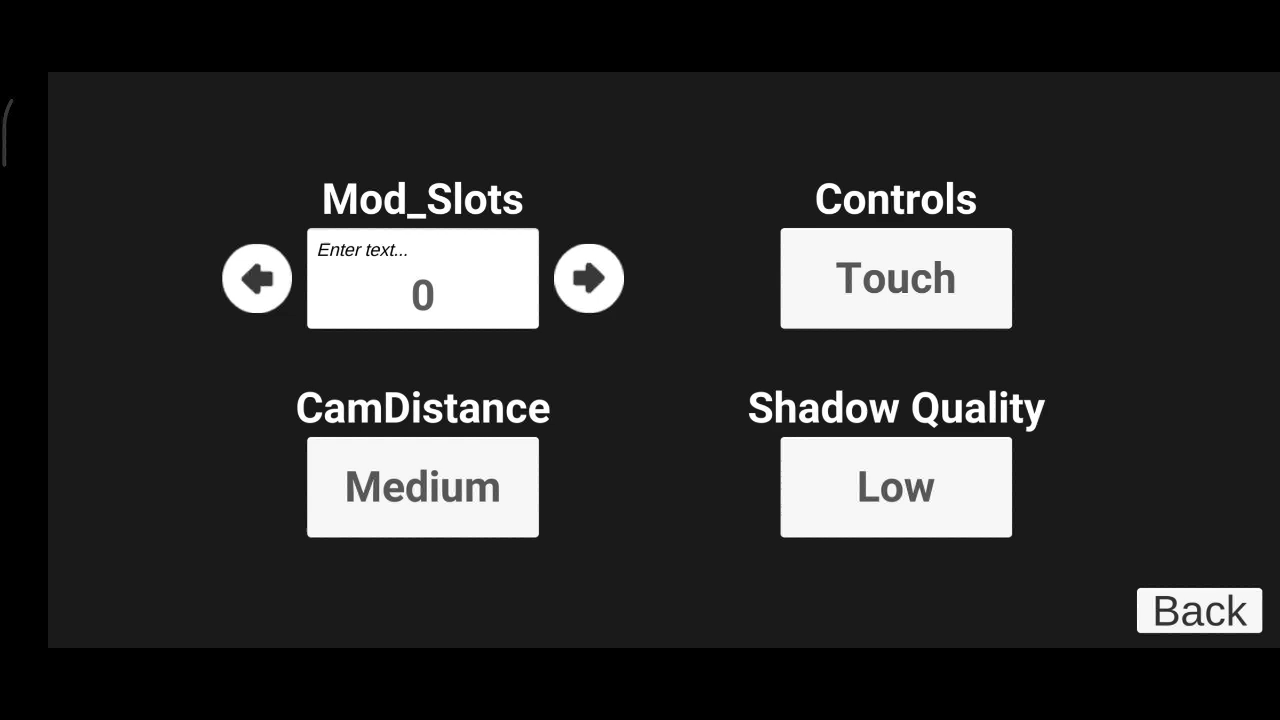 Mod_Slots
Enter text...
0
Controls
Touch
CamDistance
Medium
Shadow Quality
Low
Back